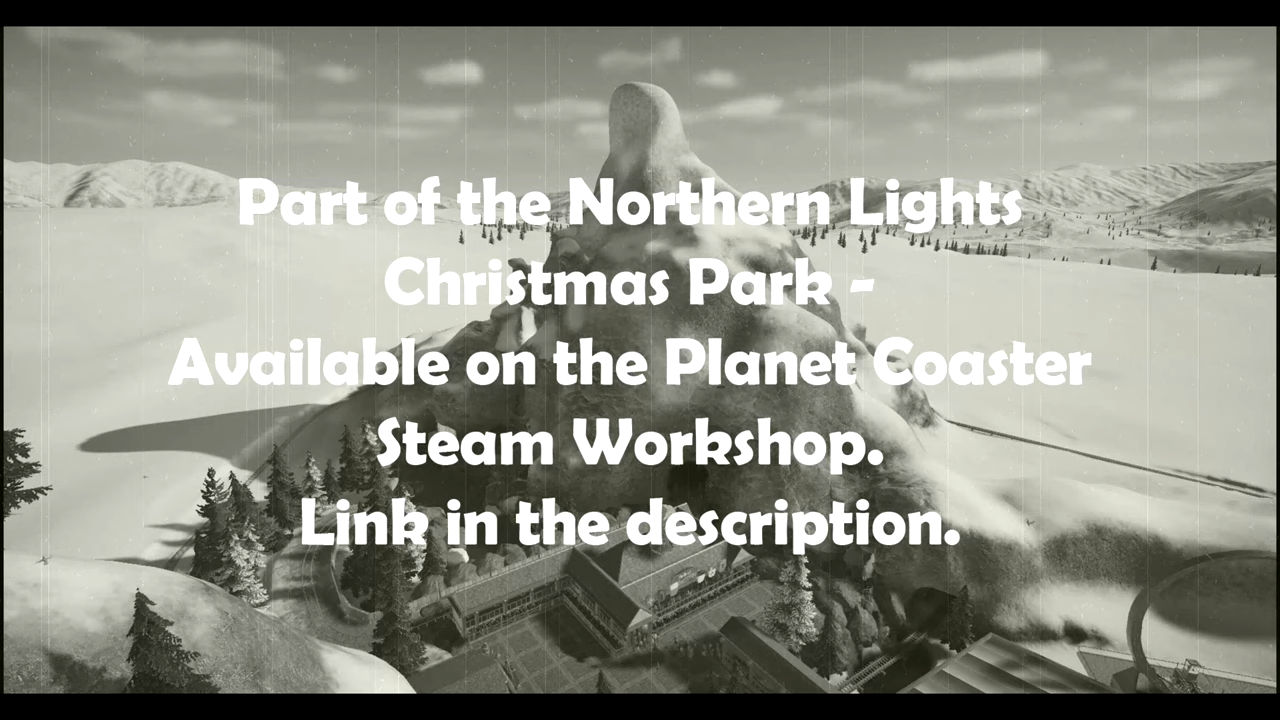 Part of the Northern Lights
Christmas Park -
Available on the Planet Coaster
Steam Workshop.
Link in the description.